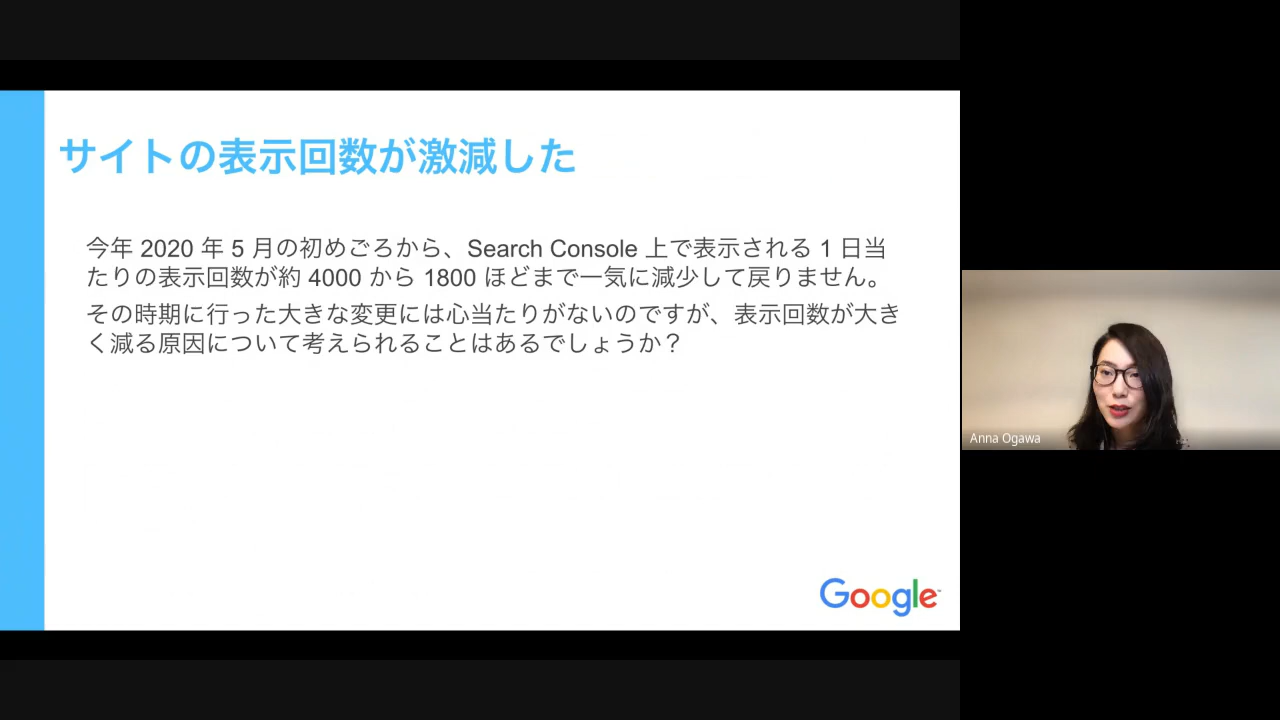 サイトの表示回数が激減した
今年 2020 年 5 月の初めごろから、Search Console 上で表示される 1 日当
たりの表示回数が約 4000 から 1800 ほどまで一気に減少して戻りません。
その時期に行った大きな変更には心当たりがないのですが、表示回数が大き
く減る原因について考えられることはあるでしょうか？
Google
Anna Ogawa